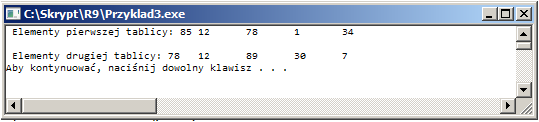 C:\Skrypt\R9\Przyklad3.exe
Elementy pierwszej tablicy: 85 12 78 1 34
Elementy drugiej tablicy: 78 12 89 30 7
Aby kontynuować, naciśnij dowolny klawisz . . .